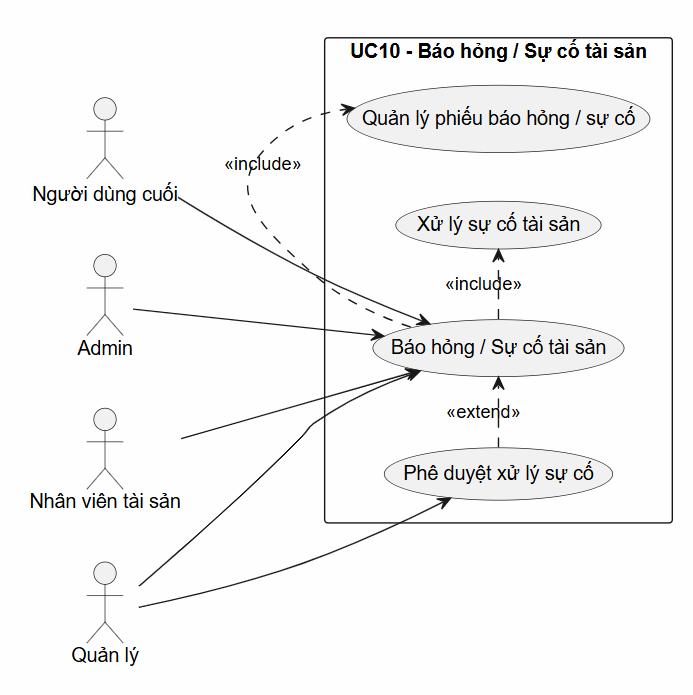 UC10 - Báo hỏng / Sự cố tài sản
Quản lý phiếu báo hỏng / sự cố
«include»
Người dùng cuối
Xử lý sự cố tài sản
«include»
Admin
Báo hỏng / Sự cố tài sản
«extend»
Nhân viên tài sản
Phê duyệt xử lý sự cố
Quản lý